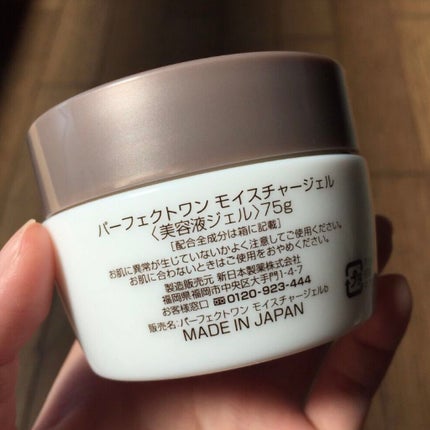 パーフェクトワン モイスチャージェル
〈美容液ジェル〉75g
[配合全成分は箱に記載]
お肌に異常が生じていないかよく注意してご使用ください。
お肌に合わないときはご使用をおやめください。
製造販売元 新日本製薬株式会社
福岡県福岡市中央区大手門1-4-7
お客様窓口 0120-923-444
販売名:パーフェクトワン モイスチャージェルb
MADE IN JAPAN